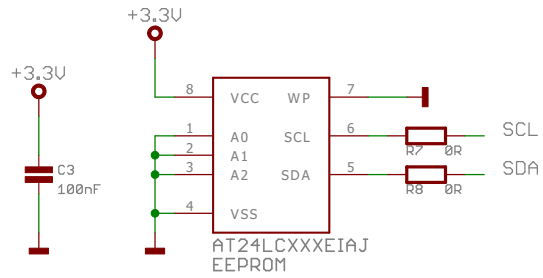 +3.3V
+3.3V
8 VCC WP 7
1 A0 SCL 6 SCL
R7 0R
2 A1
3 A2 SDA 5 SDA
R8 0R
4 VSS
C3
100nF
AT24LCXXXEIAJ
EEPROM